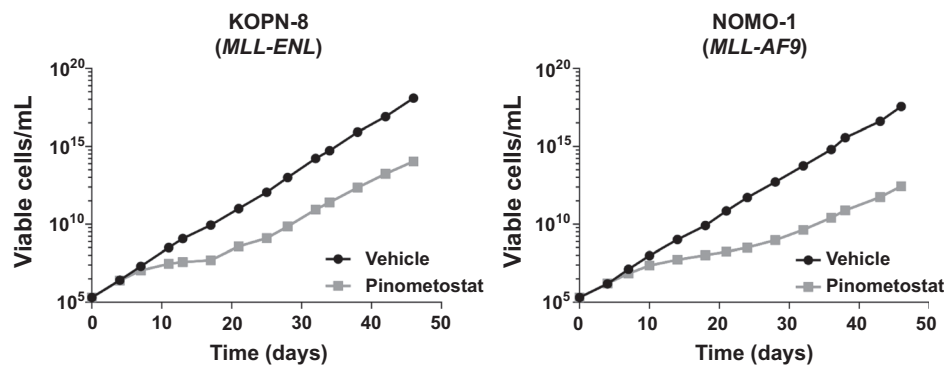 KOPN-8
(MLL-ENL)
Viable cells/mL
10^20
10^15
10^10
10^5
0
10
20
30
40
50
Time (days)
Vehicle
Pinometostat
NOMO-1
(MLL-AF9)
Viable cells/mL
10^20
10^15
10^10
10^5
0
10
20
30
40
50
Time (days)
Vehicle
Pinometostat